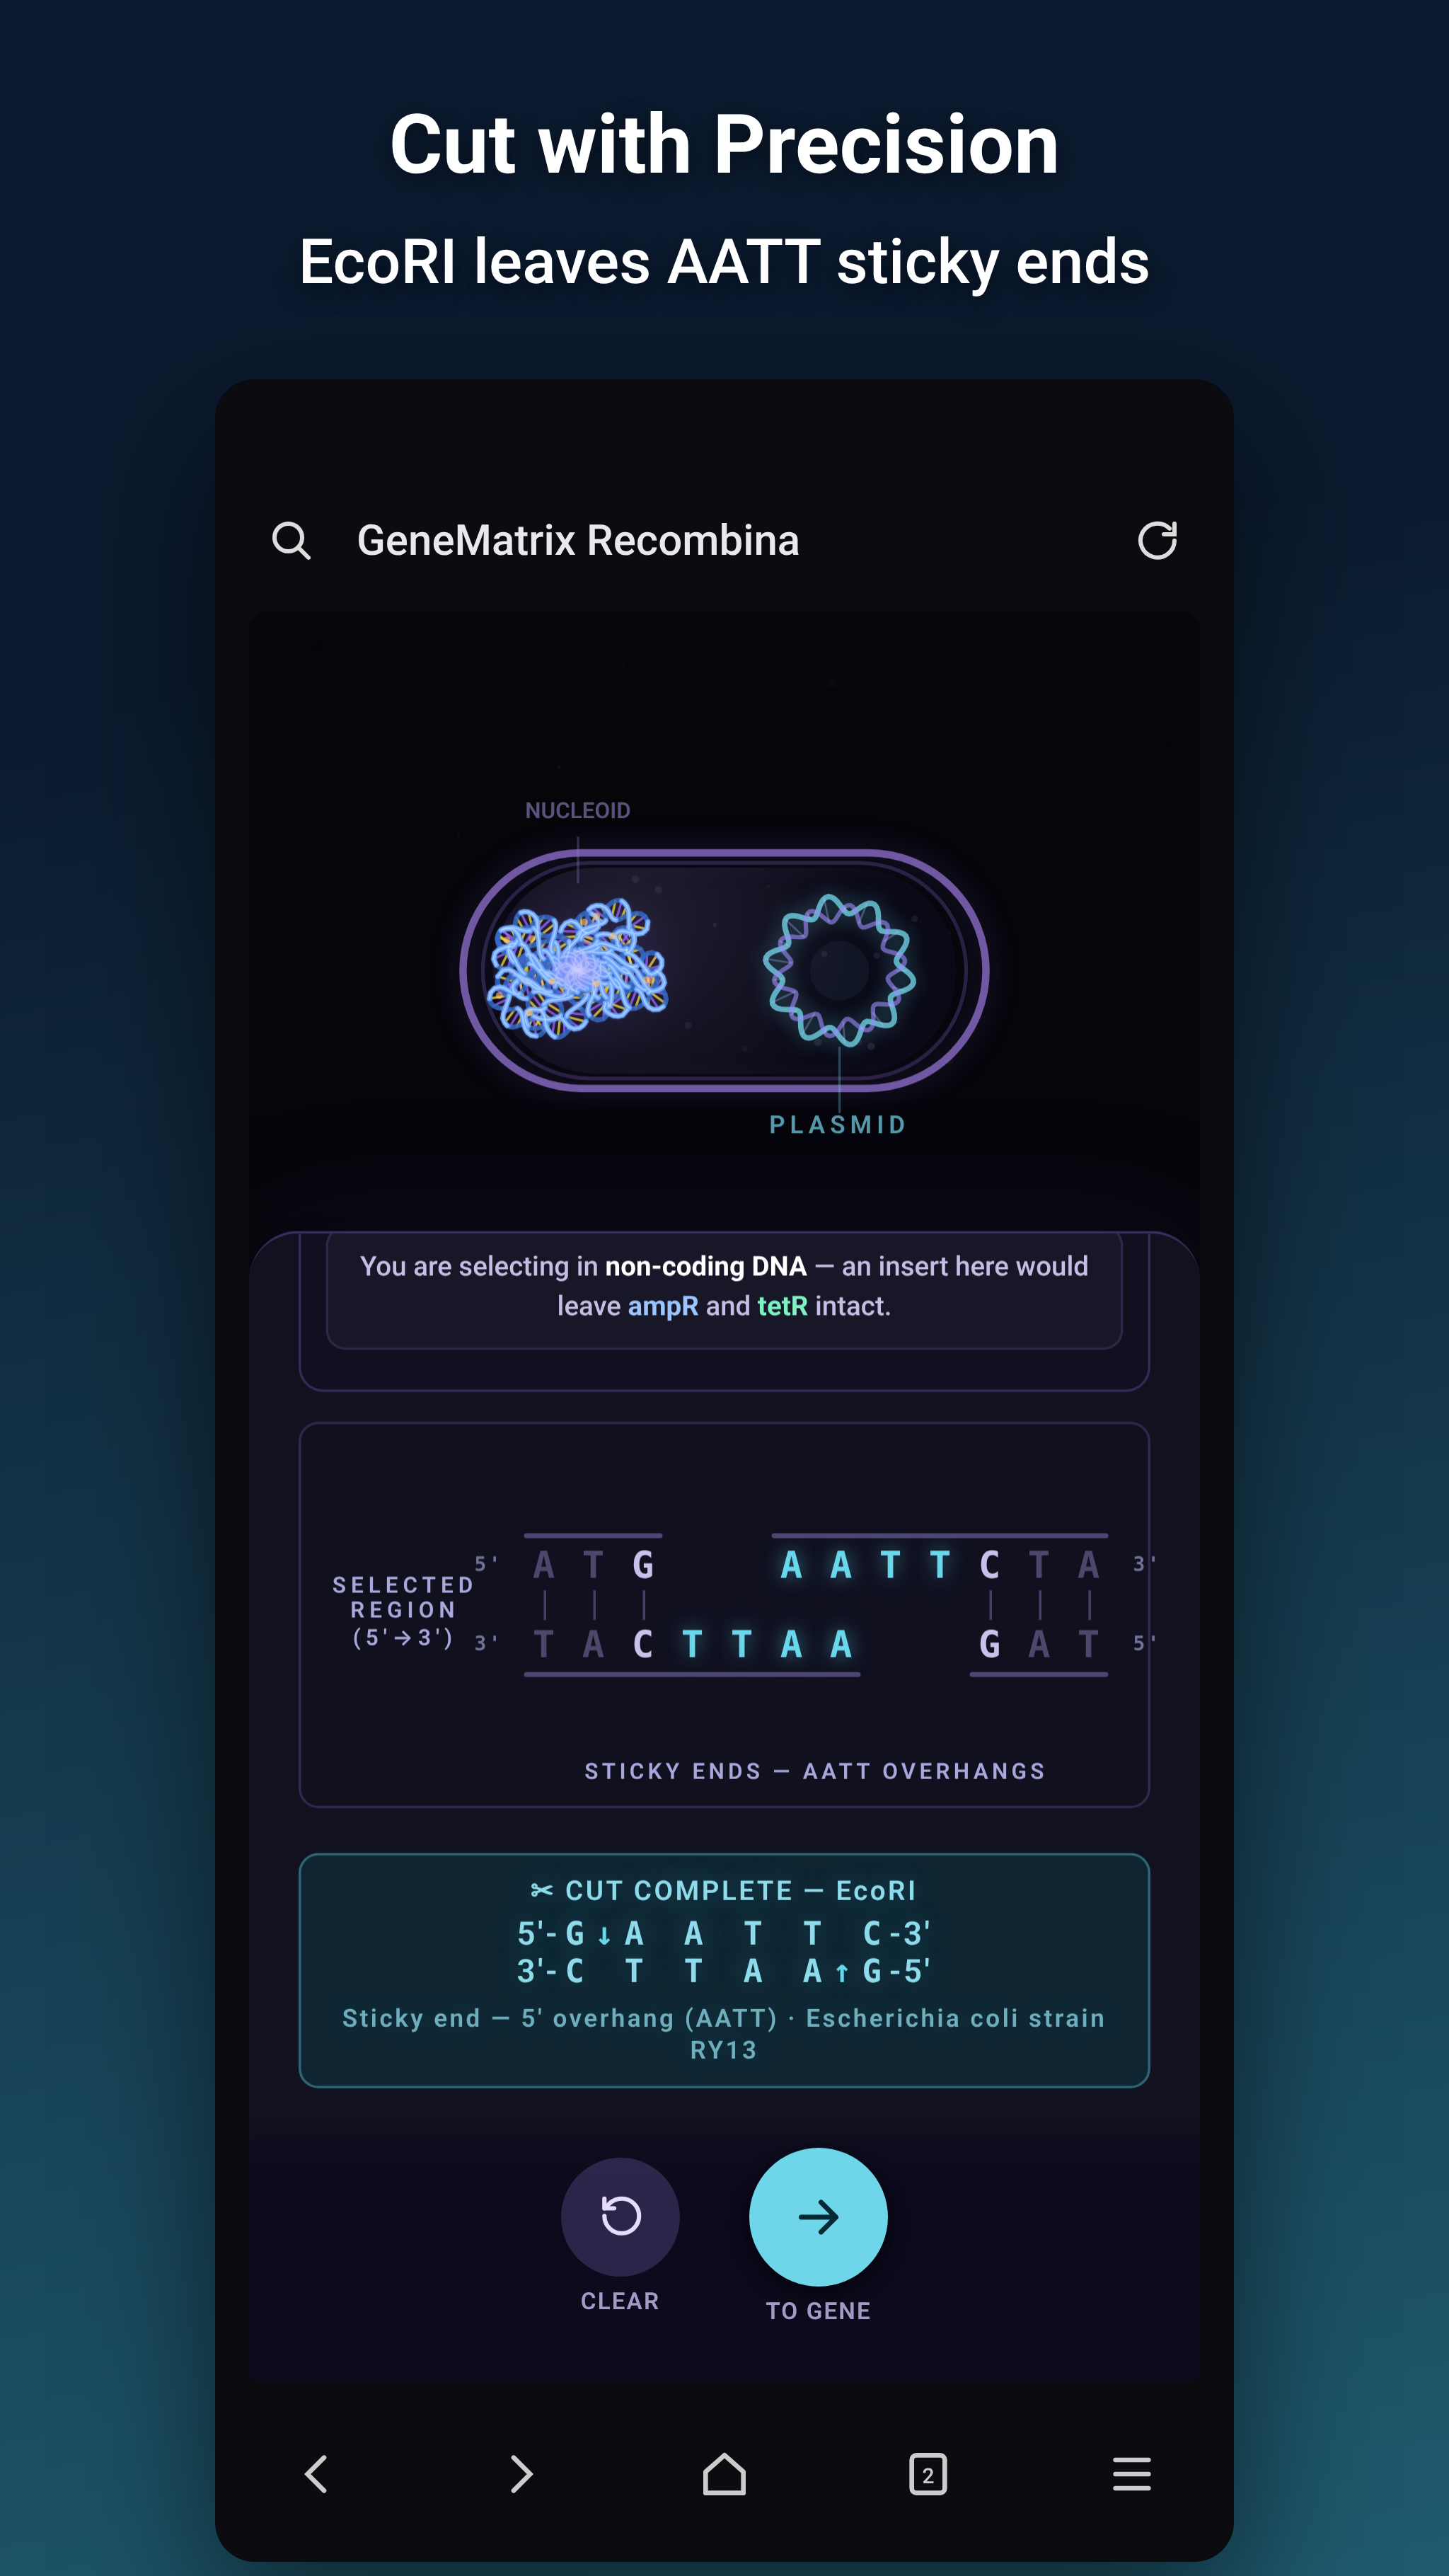 Cut with Precision
EcoRI leaves AATT sticky ends
GeneMatrix Recombina
NUCLEOID
PLASMID
You are selecting in non-coding DNA — an insert here would
leave ampR and tetR intact.
SELECTED
REGION
(5'→3')
5' A T G A A T T C T A 3'
3' T A C T T A A G A T 5'
STICKY ENDS — AATT OVERHANGS
✂ CUT COMPLETE — EcoRI
5'-G↓A A T T C-3'
3'-C T T A A↑G-5'
Sticky end — 5' overhang (AATT) · Escherichia coli strain
RY13
CLEAR
TO GENE
2